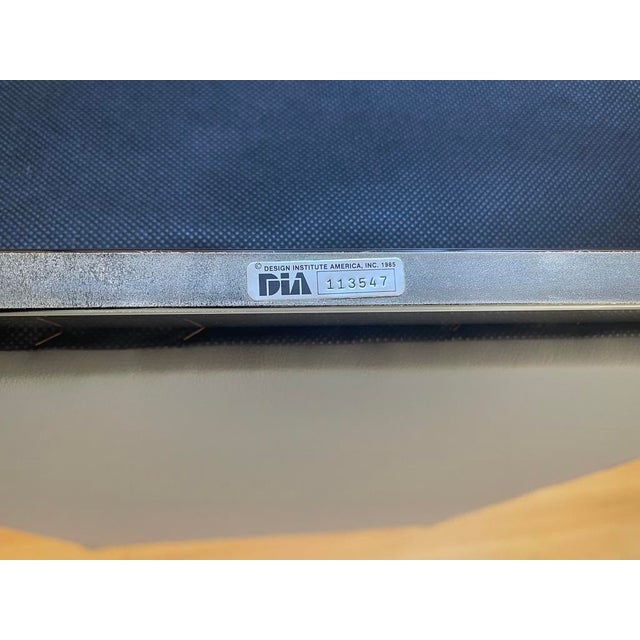 © DESIGN INSTITUTE AMERICA, INC. 1985
DIA 113547